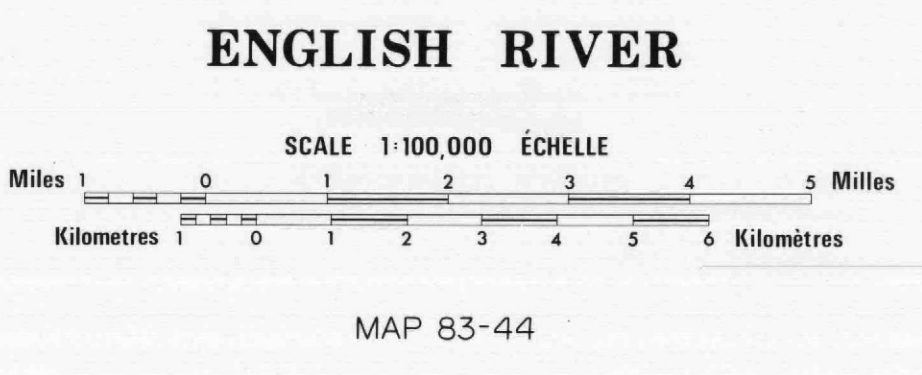 ENGLISH RIVER
SCALE 1:100,000 ÉCHELLE
Miles 1 0 1 2 3 4 5 Milles
Kilometres 1 0 1 2 3 4 5 6 Kilomètres
MAP 83-44